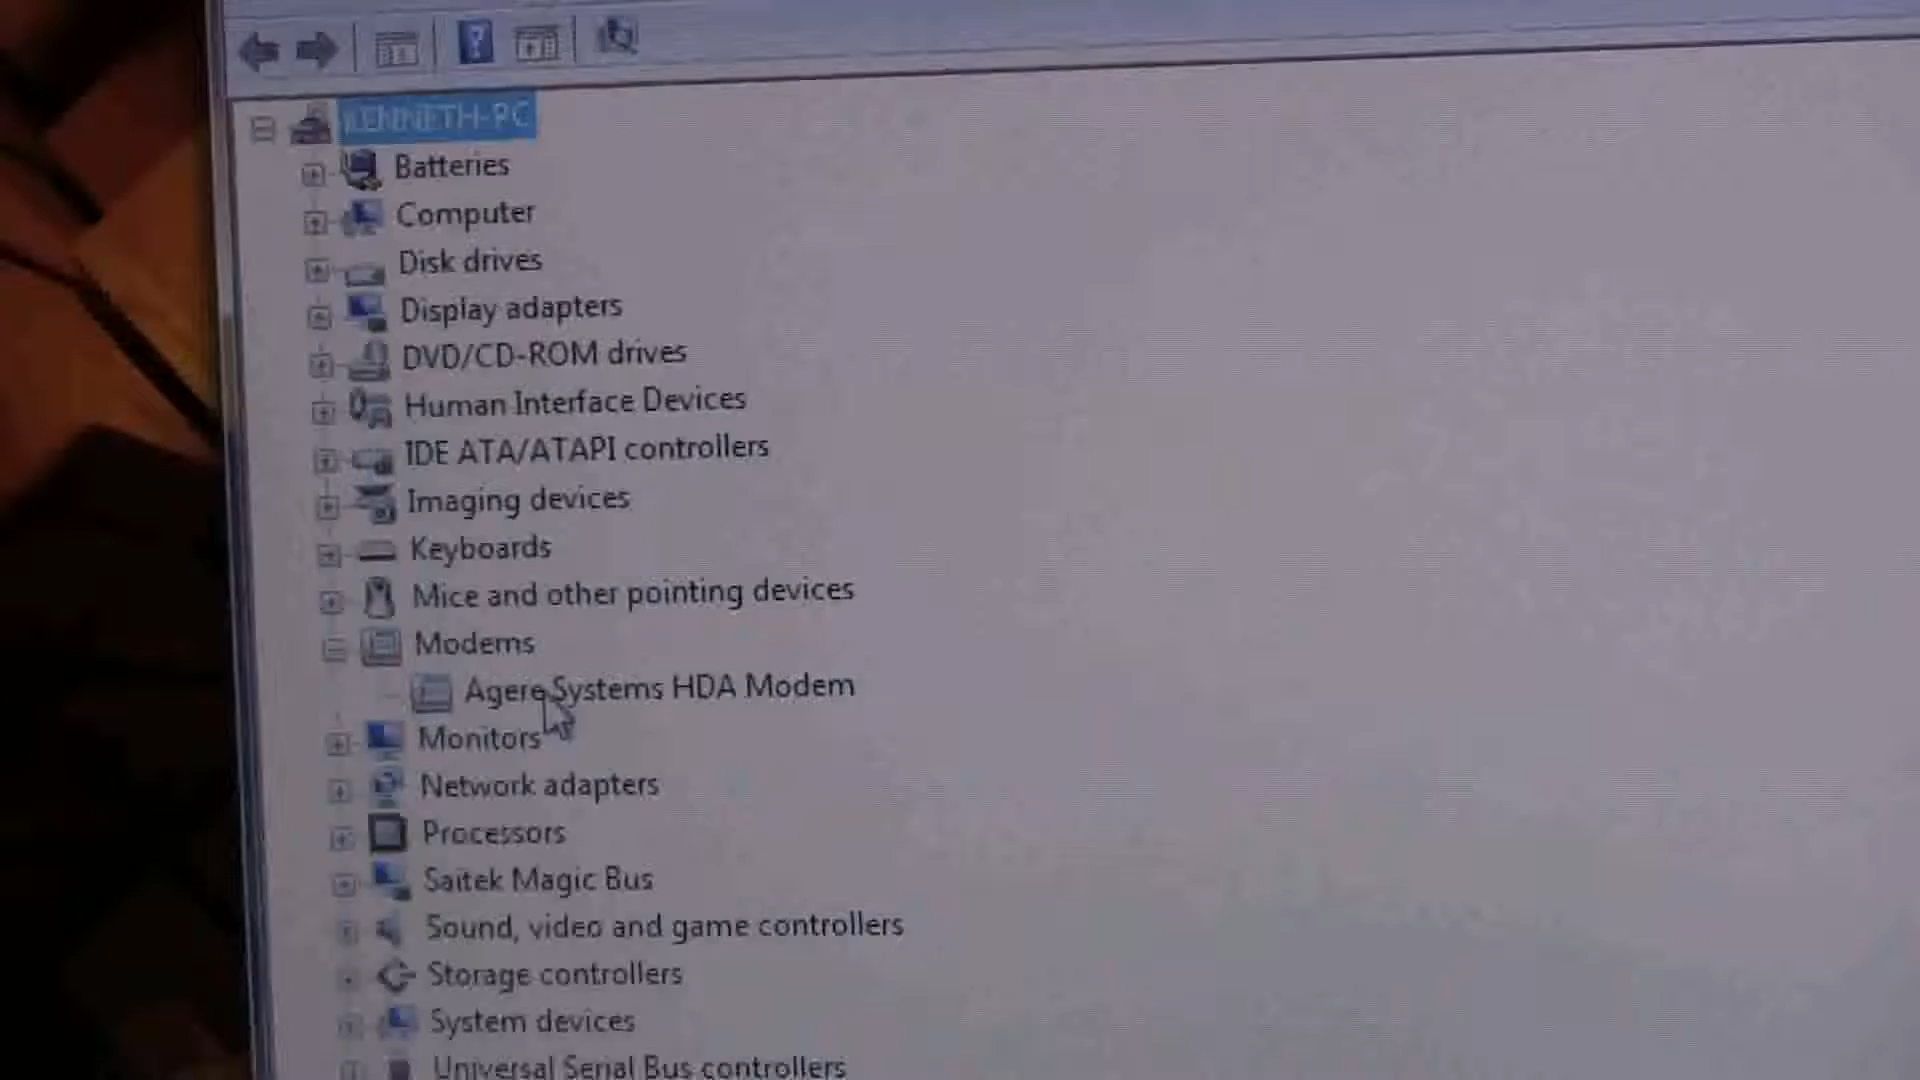 KENNETH-PC
Batteries
Computer
Disk drives
Display adapters
DVD/CD-ROM drives
Human Interface Devices
IDE ATA/ATAPI controllers
Imaging devices
Keyboards
Mice and other pointing devices
Modems
Agere Systems HDA Modem
Monitors
Network adapters
Processors
Saitek Magic Bus
Sound, video and game controllers
Storage controllers
System devices
Universal Serial Bus controllers